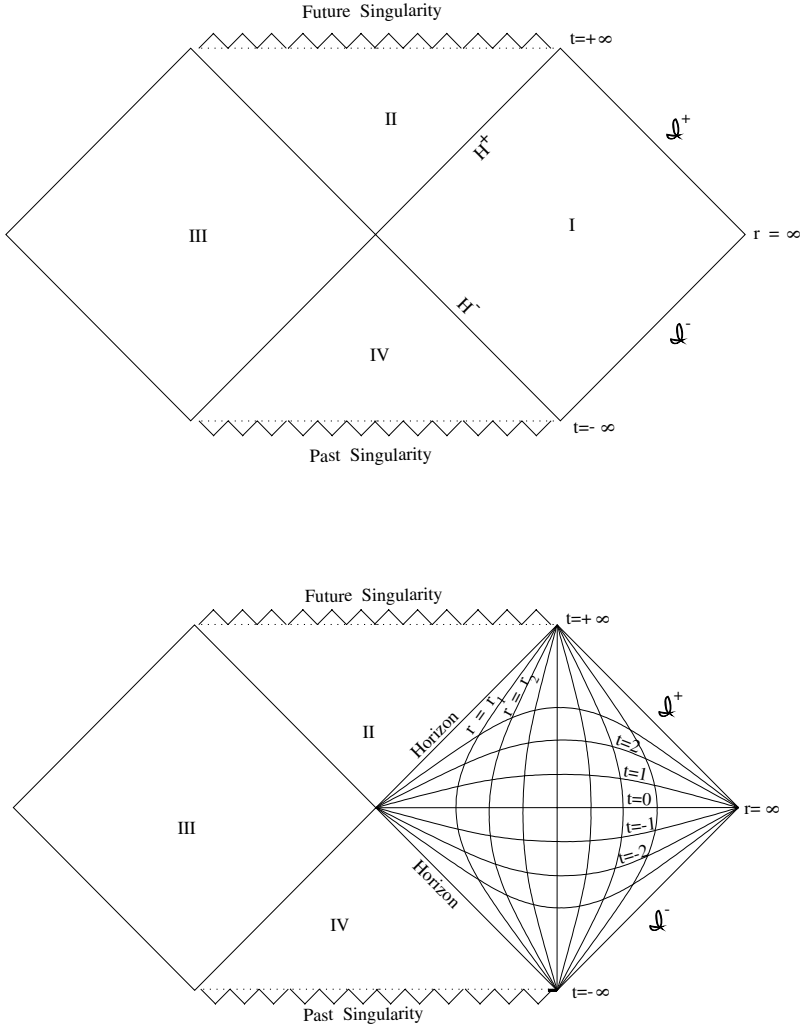 Future Singularity
t=+∞
II
ℐ⁺
H⁺
III
I
r = ∞
H⁻
ℐ⁻
IV
t=-∞
Past Singularity
Future Singularity
t=+∞
r = r₁
r = r₂
ℐ⁺
II
Horizon
t=2
t=1
t=0
r=∞
III
t=-1
t=-2
Horizon
IV
ℐ⁻
t=-∞
Past Singularity